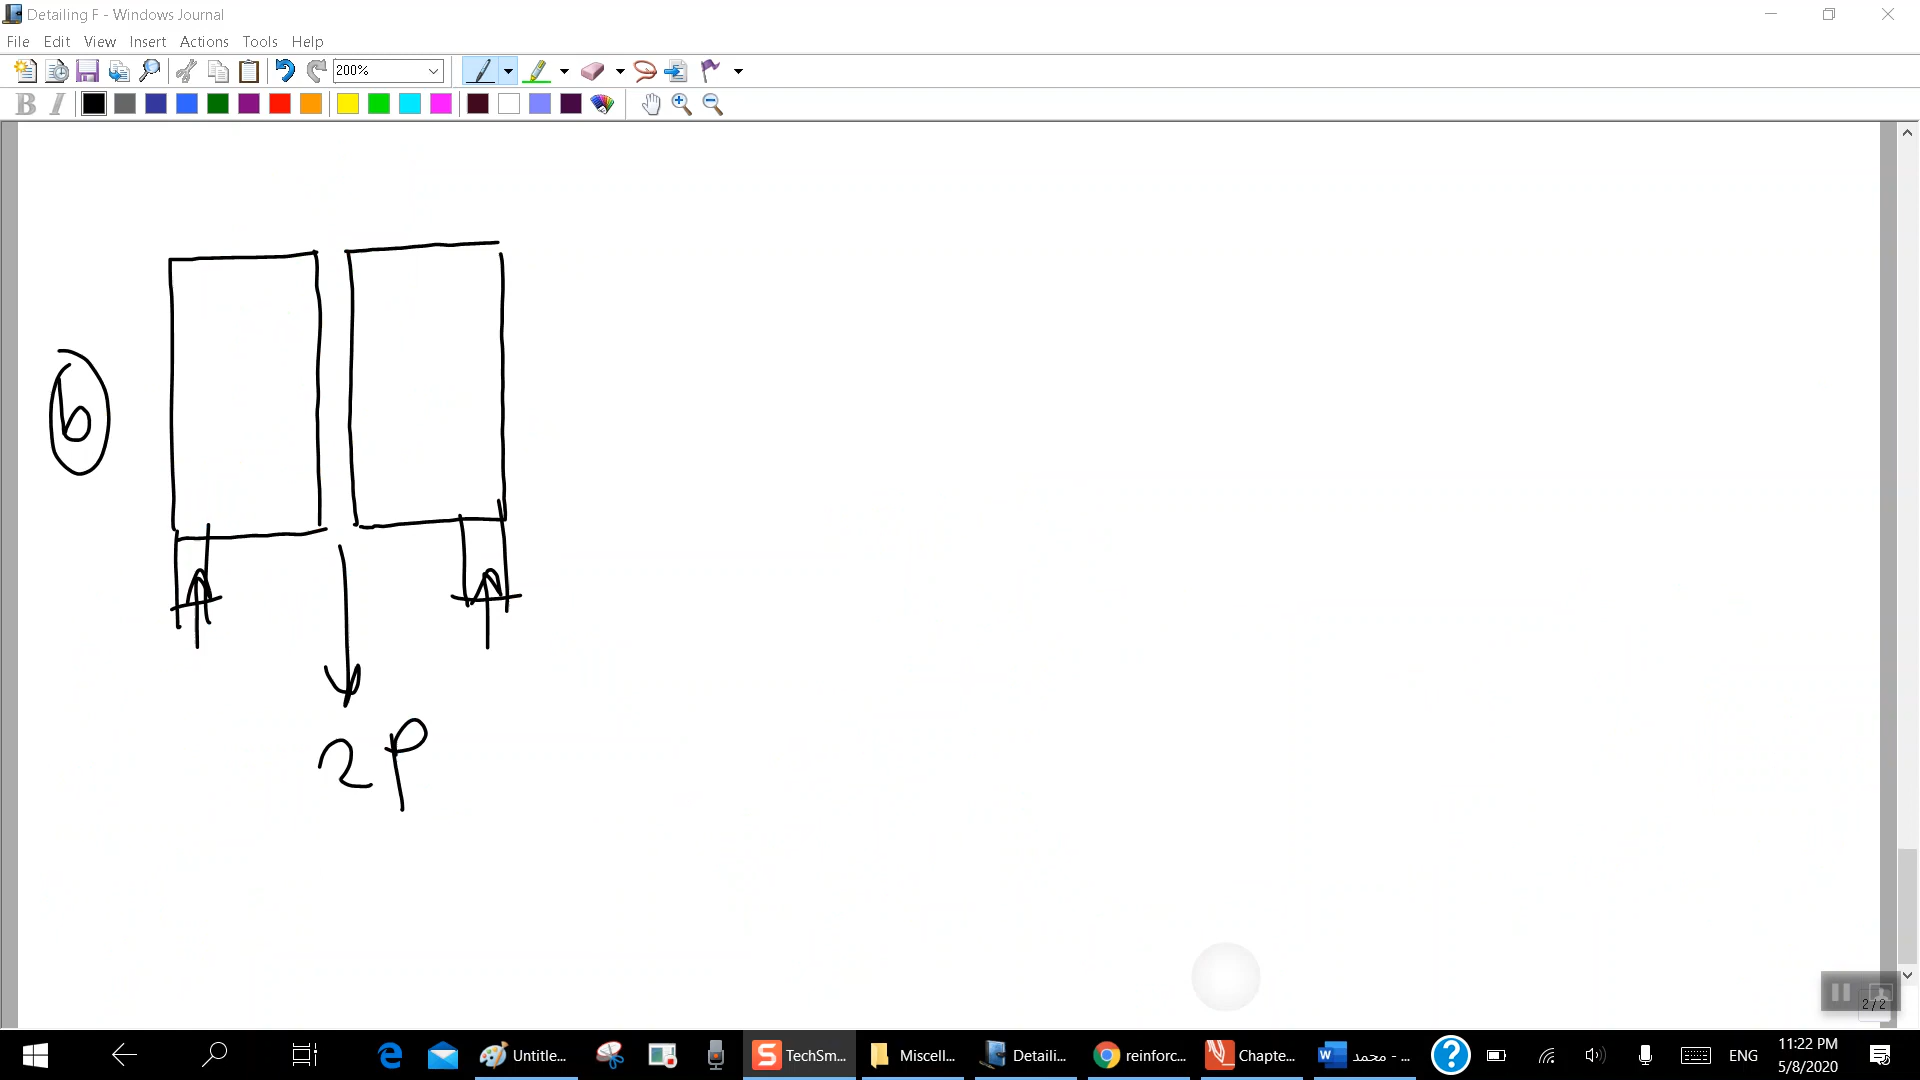 Detailing F - Windows Journal
File Edit View Insert Actions Tools Help
200%
B I
b
2P
2/2
Untitle... TechSm... Miscell... Detaili... reinforc... Chapte... محمد - ... ENG
11:22 PM
5/8/2020